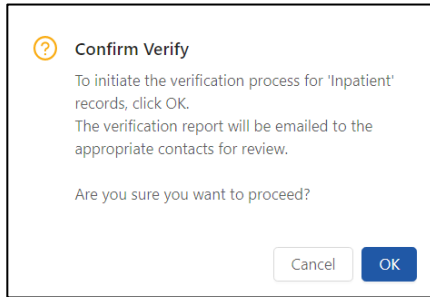 Confirm Verify
To initiate the verification process for 'Inpatient'
records, click OK.
The verification report will be emailed to the
appropriate contacts for review.
Are you sure you want to proceed?
Cancel
OK